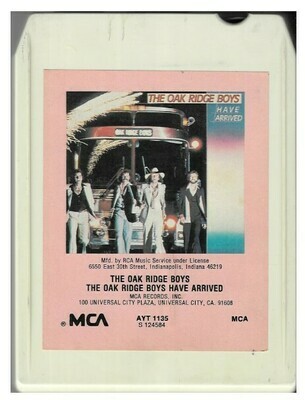 THE OAK RIDGE BOYS
HAVE
ARRIVED
OAK RIDGE BOYS
Mfd. by RCA Music Service under License
6550 East 30th Street, Indianapolis, Indiana 46219
THE OAK RIDGE BOYS
THE OAK RIDGE BOYS HAVE ARRIVED
MCA RECORDS, INC.
100 UNIVERSAL CITY PLAZA, UNIVERSAL CITY, CA. 91608
® MCA
AYT 1135
S 124584
MCA